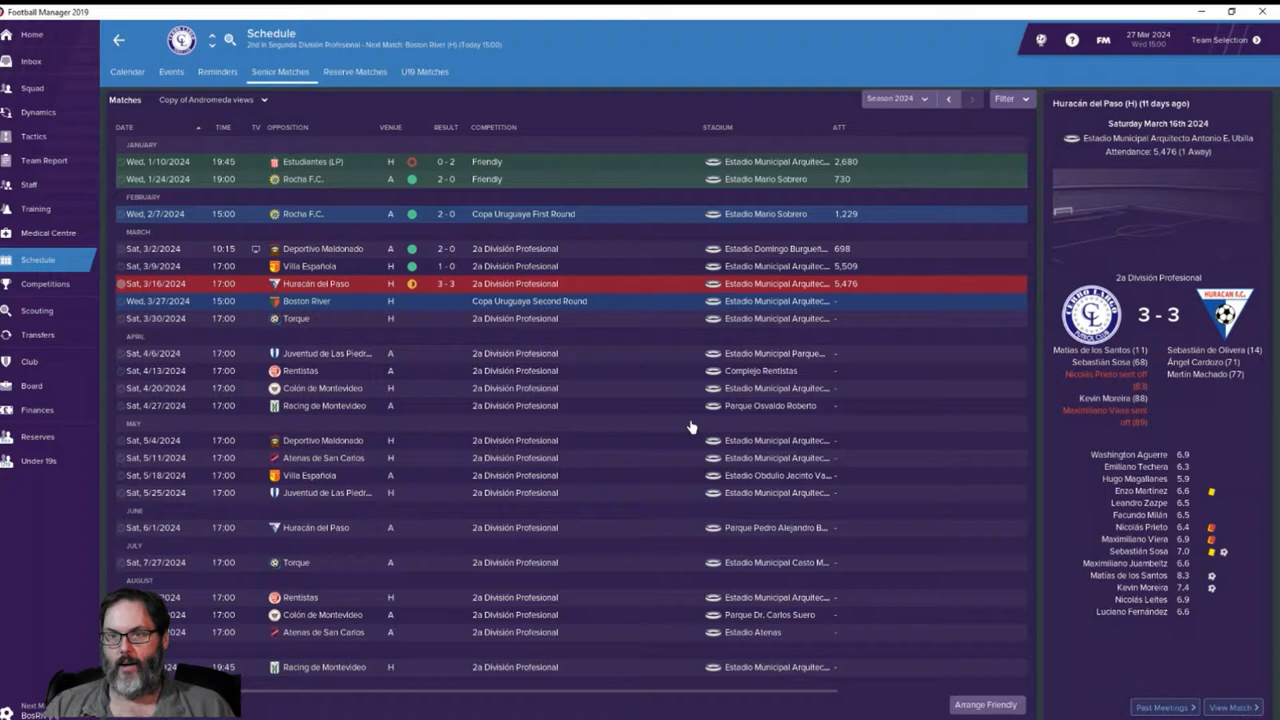 Football Manager 2019
Home
Inbox
Squad
Dynamics
Tactics
Team Report
Staff
Training
Medical Centre
Schedule
Competitions
Scouting
Transfers
Club
Board
Finances
Reserves
Under 19s
Next M
BosRi
Schedule
2nd in Segunda División Profesional - Next Match: Boston River (H) (Today 15:00)
FM
27 Mar 2024
Wed 15:00
Team Selection
Calendar Events Reminders Senior Matches Reserve Matches U19 Matches
Matches Copy of Andromeda views Season 2024 Filter
DATE TIME TV OPPOSITION VENUE RESULT COMPETITION STADIUM ATT
JANUARY
Wed, 1/10/2024 19:45 Estudiantes (LP) H 0 - 2 Friendly Estadio Municipal Arquitec... 2,680
Wed, 1/24/2024 19:00 Rocha F.C. A 2 - 0 Friendly Estadio Mario Sobrero 730
FEBRUARY
Wed, 2/7/2024 15:00 Rocha F.C. A 2 - 0 Copa Uruguaya First Round Estadio Mario Sobrero 1,229
MARCH
Sat, 3/2/2024 10:15 Deportivo Maldonado A 2 - 0 2a División Profesional Estadio Domingo Burgueñ... 698
Sat, 3/9/2024 17:00 Villa Española H 1 - 0 2a División Profesional Estadio Municipal Arquitec... 5,509
Sat, 3/16/2024 17:00 Huracán del Paso H 3 - 3 2a División Profesional Estadio Municipal Arquitec... 5,476
Wed, 3/27/2024 15:00 Boston River H Copa Uruguaya Second Round Estadio Municipal Arquitec... -
Sat, 3/30/2024 17:00 Torque H 2a División Profesional Estadio Municipal Arquitec... -
APRIL
Sat, 4/6/2024 17:00 Juventud de Las Piedr... A 2a División Profesional Estadio Municipal Parque... -
Sat, 4/13/2024 17:00 Rentistas A 2a División Profesional Complejo Rentistas -
Sat, 4/20/2024 17:00 Colón de Montevideo H 2a División Profesional Estadio Municipal Arquitec... -
Sat, 4/27/2024 17:00 Racing de Montevideo A 2a División Profesional Parque Osvaldo Roberto -
MAY
Sat, 5/4/2024 17:00 Deportivo Maldonado H 2a División Profesional Estadio Municipal Arquitec... -
Sat, 5/11/2024 17:00 Atenas de San Carlos H 2a División Profesional Estadio Municipal Arquitec... -
Sat, 5/18/2024 17:00 Villa Española A 2a División Profesional Estadio Obdulio Jacinto Va... -
Sat, 5/25/2024 17:00 Juventud de Las Piedr... H 2a División Profesional Estadio Municipal Arquitec... -
JUNE
Sat, 6/1/2024 17:00 Huracán del Paso A 2a División Profesional Parque Pedro Alejandro B... -
JULY
Sat, 7/27/2024 17:00 Torque A 2a División Profesional Estadio Municipal Casto M... -
AUGUST
/2024 17:00 Rentistas H 2a División Profesional Estadio Municipal Arquitec... -
/2024 17:00 Colón de Montevideo A 2a División Profesional Parque Dr. Carlos Suero -
/2024 17:00 Atenas de San Carlos A 2a División Profesional Estadio Atenas -
19:45 Racing de Montevideo H 2a División Profesional Estadio Municipal Arquitec... -
Arrange Friendly
Huracán del Paso (H) (11 days ago)
Saturday March 16th 2024
Estadio Municipal Arquitecto Antonio E. Ubilla
Attendance: 5,476 (1 Away)
2a División Profesional
CERRO LARGO
CL
HURACAN F.C.
3 - 3
Matías de los Santos (11) Sebastián de Olivera (14)
Sebastián Sosa (68) Ángel Cardozo (71)
Nicolás Prieto sent off Martín Machado (77)
(83)
Kevin Moreira (88)
Maximiliano Viera sent
off (89)
Washington Aguerre 6.9
Emiliano Techera 6.3
Hugo Magallanes 5.9
Enzo Martínez 6.6
Leandro Zazpe 6.5
Facundo Milán 6.5
Nicolás Prieto 6.4
Maximiliano Viera 6.9
Sebastián Sosa 7.0
Maximiliano Juambeitz 6.6
Matías de los Santos 8.3
Kevin Moreira 7.4
Nicolás Leites 6.9
Luciano Fernández 6.6
Past Meetings View Match